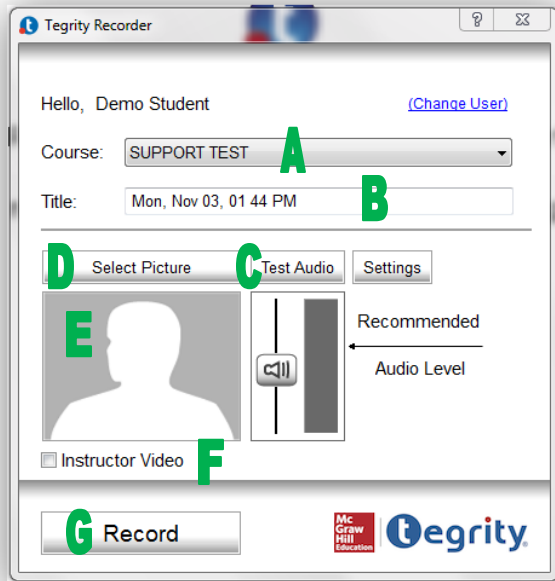 Tegrity Recorder
Hello, Demo Student (Change User)
Course: SUPPORT TEST A
Title: Mon, Nov 03, 01 44 PM B
D Select Picture C Test Audio Settings
E
Recommended
Audio Level
Instructor Video F
G Record
Mc
Graw
Hill
Education
tegrity